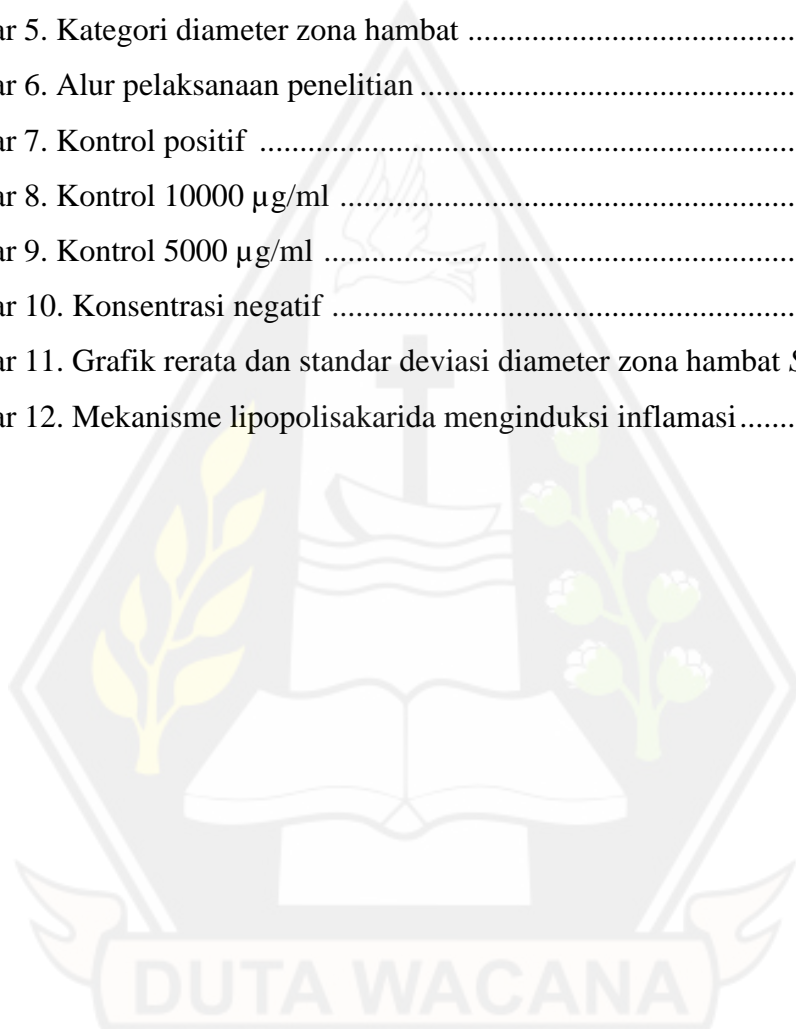 ar 5. Kategori diameter zona hambat .........................................
ar 6. Alur pelaksanaan penelitian ...............................................
ar 7. Kontrol positif ...................................................................
ar 8. Kontrol 10000 µg/ml .........................................................
ar 9. Kontrol 5000 µg/ml ...........................................................
ar 10. Konsentrasi negatif ..........................................................
ar 11. Grafik rerata dan standar deviasi diameter zona hambat S
ar 12. Mekanisme lipopolisakarida menginduksi inflamasi.......
DUTA WACANA